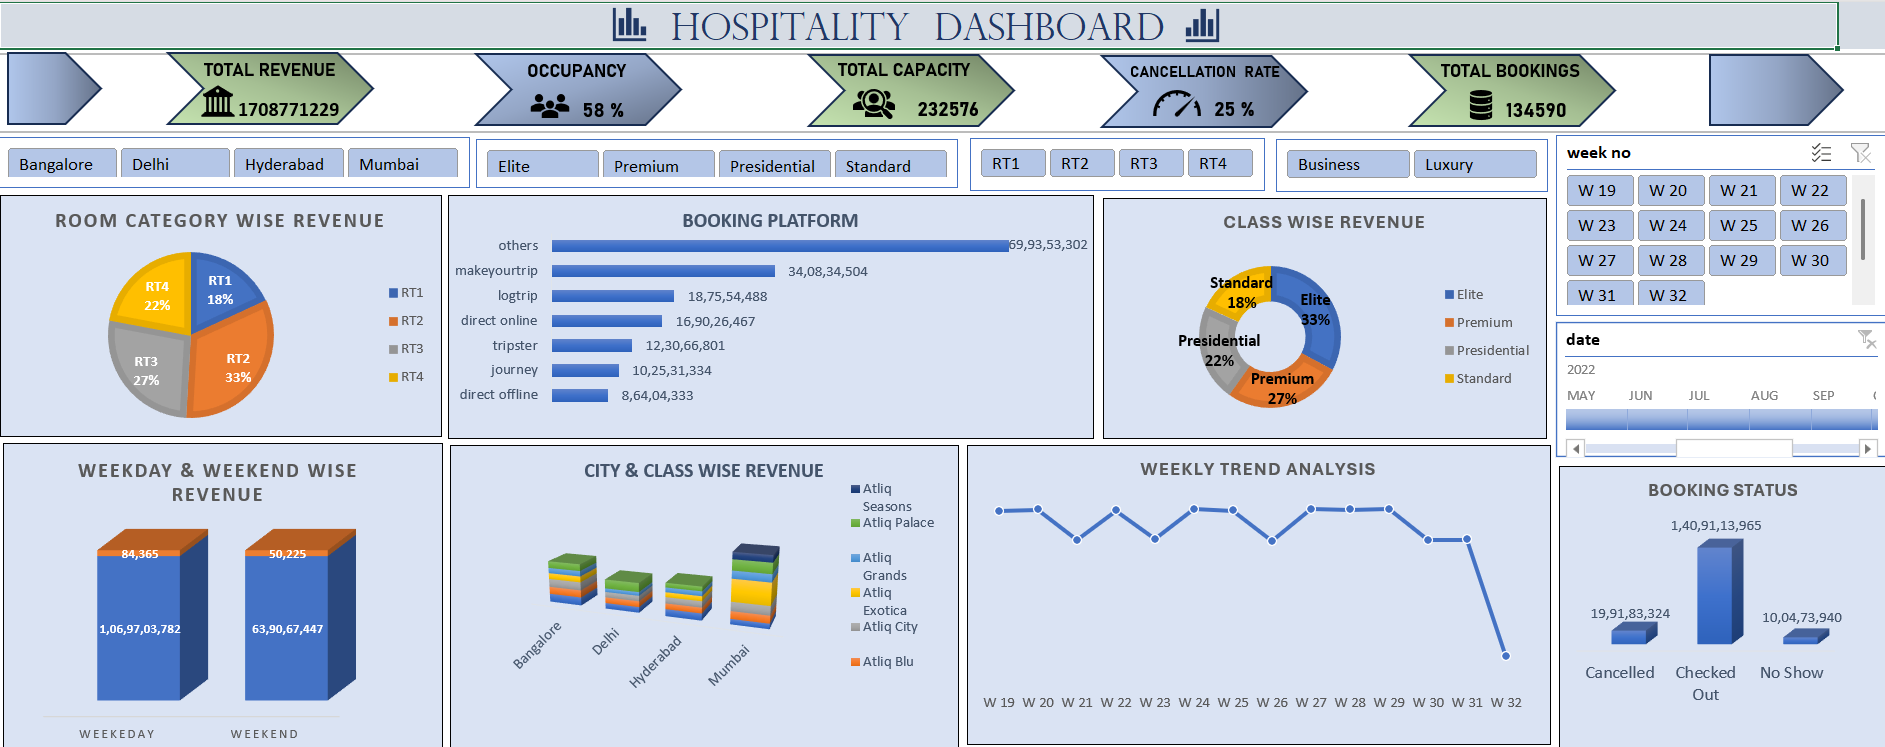 HOSPITALITY DASHBOARD
TOTAL REVENUE
1708771229
OCCUPANCY
58 %
TOTAL CAPACITY
232576
CANCELLATION RATE
25 %
TOTAL BOOKINGS
134590
Bangalore Delhi Hyderabad Mumbai
Elite Premium Presidential Standard
RT1 RT2 RT3 RT4
Business Luxury
week no
W 19 W 20 W 21 W 22
W 23 W 24 W 25 W 26
W 27 W 28 W 29 W 30
W 31 W 32
ROOM CATEGORY WISE REVENUE
RT4
22%
RT1
18%
RT3
27%
RT2
33%
RT1
RT2
RT3
RT4
BOOKING PLATFORM
others 69,93,53,302
makeyourtrip 34,08,34,504
logtrip 18,75,54,488
direct online 16,90,26,467
tripster 12,30,66,801
journey 10,25,31,334
direct offline 8,64,04,333
CLASS WISE REVENUE
Standard
18%
Elite
33%
Presidential
22%
Premium
27%
Elite
Premium
Presidential
Standard
date
2022
MAY JUN JUL AUG SEP
WEEKDAY & WEEKEND WISE
REVENUE
84,365 50,225
1,06,97,03,782 63,90,67,447
WEEKEDAY WEEKEND
CITY & CLASS WISE REVENUE
Bangalore
Delhi
Hyderabad
Mumbai
Atliq
Seasons
Atliq Palace
Atliq
Grands
Atliq
Exotica
Atliq City
Atliq Blu
WEEKLY TREND ANALYSIS
W 19 W 20 W 21 W 22 W 23 W 24 W 25 W 26 W 27 W 28 W 29 W 30 W 31 W 32
BOOKING STATUS
1,40,91,13,965
19,91,83,324
10,04,73,940
Cancelled Checked No Show
Out